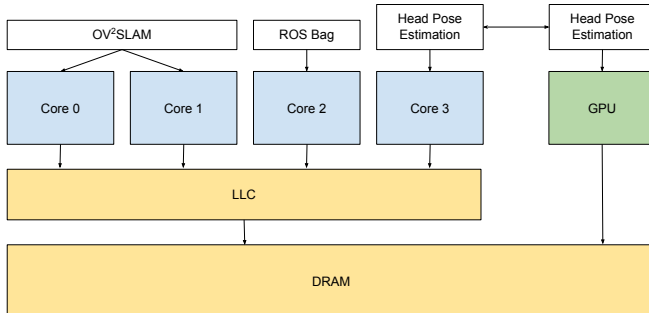 OV²SLAM
ROS Bag
Head Pose
Estimation
Head Pose
Estimation
Core 0
Core 1
Core 2
Core 3
GPU
LLC
DRAM